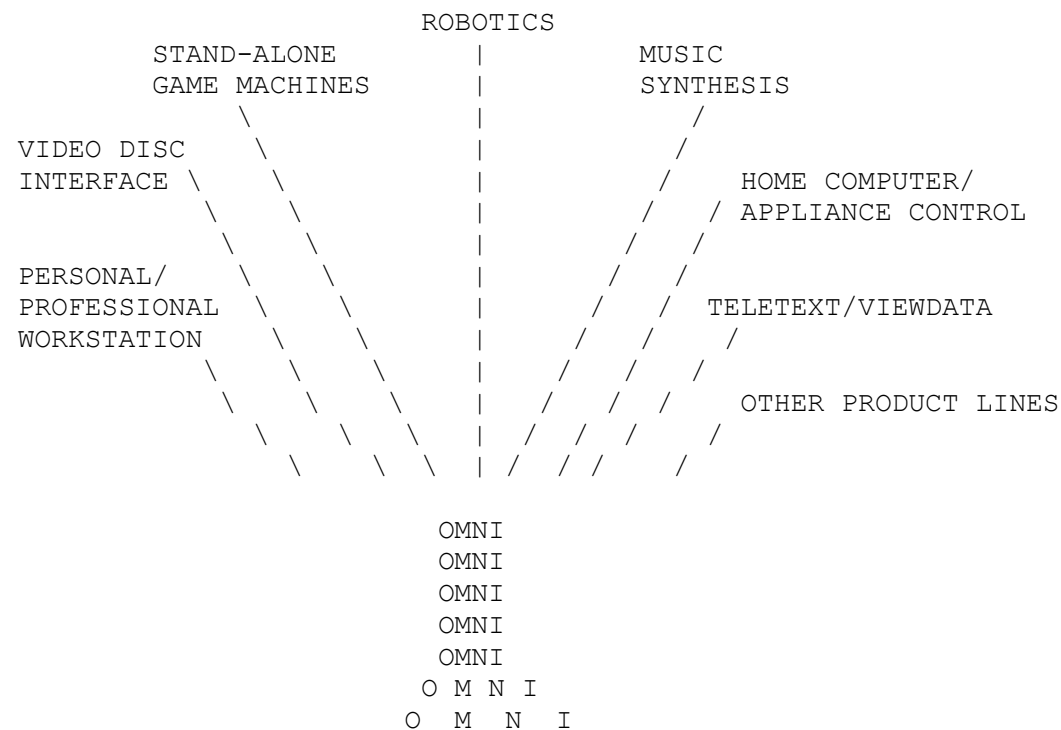 ROBOTICS
STAND-ALONE
GAME MACHINES
MUSIC
SYNTHESIS
VIDEO DISC
INTERFACE
HOME COMPUTER/
APPLIANCE CONTROL
PERSONAL/
PROFESSIONAL
WORKSTATION
TELETEXT/VIEWDATA
OTHER PRODUCT LINES
OMNI
OMNI
OMNI
OMNI
OMNI
O M N I
O M N I